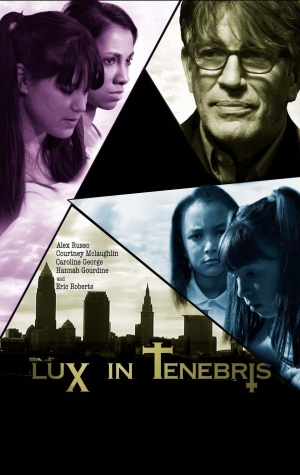 Alex Russo
Courtney Mclaughlin
Caroline George
Hannah Gourdine
and
Eric Roberts
LUX IN TENEBRIS